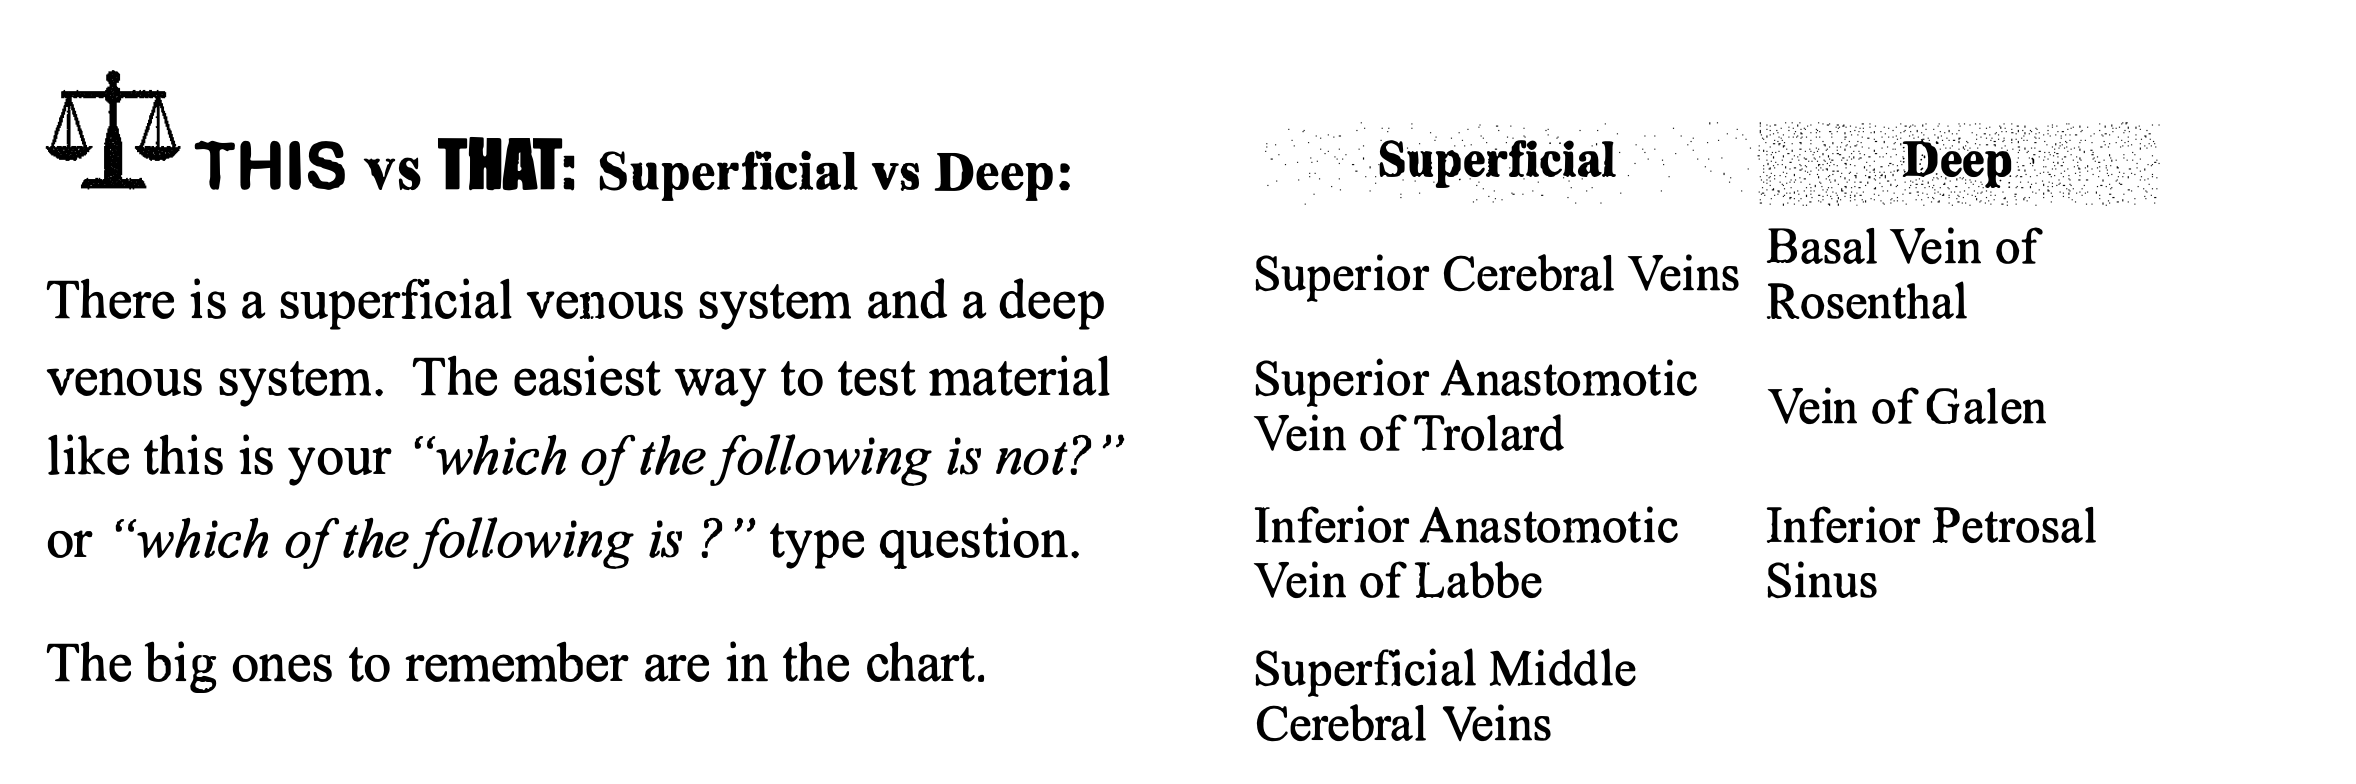 THIS vs THAT: Superficial vs Deep:
There is a superficial venous system and a deep
venous system. The easiest way to test material
like this is your “which of the following is not?”
or “which of the following is ?” type question.
The big ones to remember are in the chart.
Superficial
Deep
Superior Cerebral Veins
Basal Vein of
Rosenthal
Superior Anastomotic
Vein of Trolard
Vein of Galen
Inferior Anastomotic
Vein of Labbe
Inferior Petrosal
Sinus
Superficial Middle
Cerebral Veins